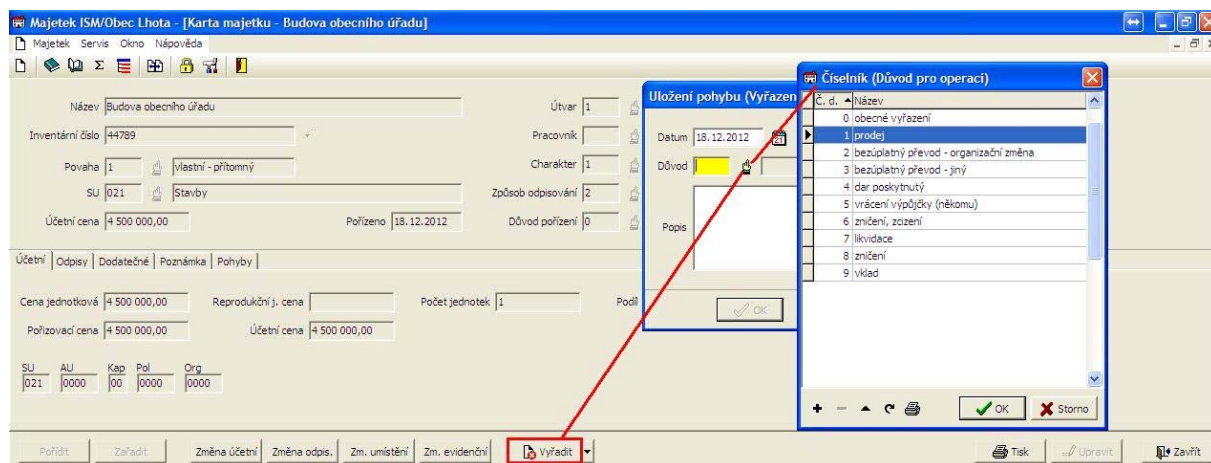 Majetek ISM/Obec Lhota - [Karta majetku - Budova obecního úřadu]
Majetek Servis Okno Nápověda
Název Budova obecního úřadu Útvar 1
Inventární číslo 44789 Pracovník
Povaha 1 vlastní - přítomný Charakter 1
SU 021 Stavby Způsob odpisování 2
Účetní cena 4 500 000,00 Pořízeno 18.12.2012 Důvod pořízení 0
Účetní Odpisy Dodatečné Poznámka Pohyby
Cena jednotková 4 500 000,00 Reprodukční j. cena Počet jednotek 1 Podíl
Pořizovací cena 4 500 000,00 Účetní cena 4 500 000,00
SU AU Kap Pol Org
021 0000 00 0000 0000
Uložení pohybu (Vyřazen
Datum 18.12.2012 21
Důvod
Popis
OK
Číselník (Důvod pro operaci)
Č. d. Název
0 obecné vyřazení
1 prodej
2 bezúplatný převod - organizační změna
3 bezúplatný převod - jiný
4 dar poskytnutý
5 vrácení výpůjčky (někomu)
6 zničení, zcizení
7 likvidace
8 zničení
9 vklad
OK Storno
Pořídit Zařadit Změna účetní Změna odpis. Zm. umístění Zm. evidenční Vyřadit Tisk Upravit Zavřít